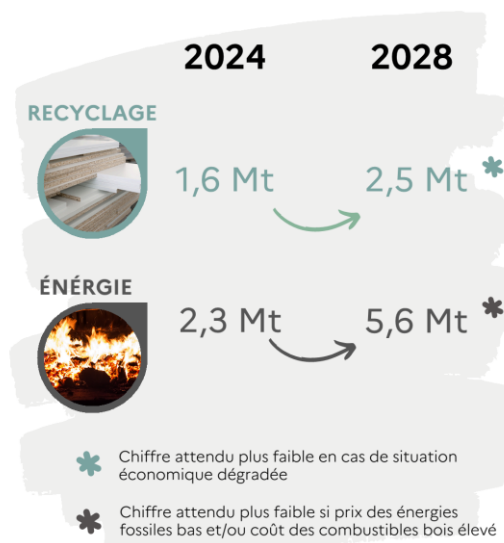 2024 2028
RECYCLAGE
1,6 Mt 2,5 Mt *
ÉNÉRGIE
2,3 Mt 5,6 Mt *
* Chiffre attendu plus faible en cas de situation
économique dégradée
* Chiffre attendu plus faible si prix des énergies
fossiles bas et/ou coût des combustibles bois élevé